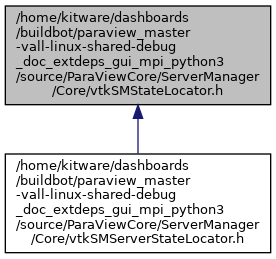 /home/kitware/dashboards
/buildbot/paraview_master
-vall-linux-shared-debug
_doc_extdeps_gui_mpi_python3
/source/ParaViewCore/ServerManager
/Core/vtkSMStateLocator.h
/home/kitware/dashboards
/buildbot/paraview_master
-vall-linux-shared-debug
_doc_extdeps_gui_mpi_python3
/source/ParaViewCore/ServerManager
/Core/vtkSMServerStateLocator.h